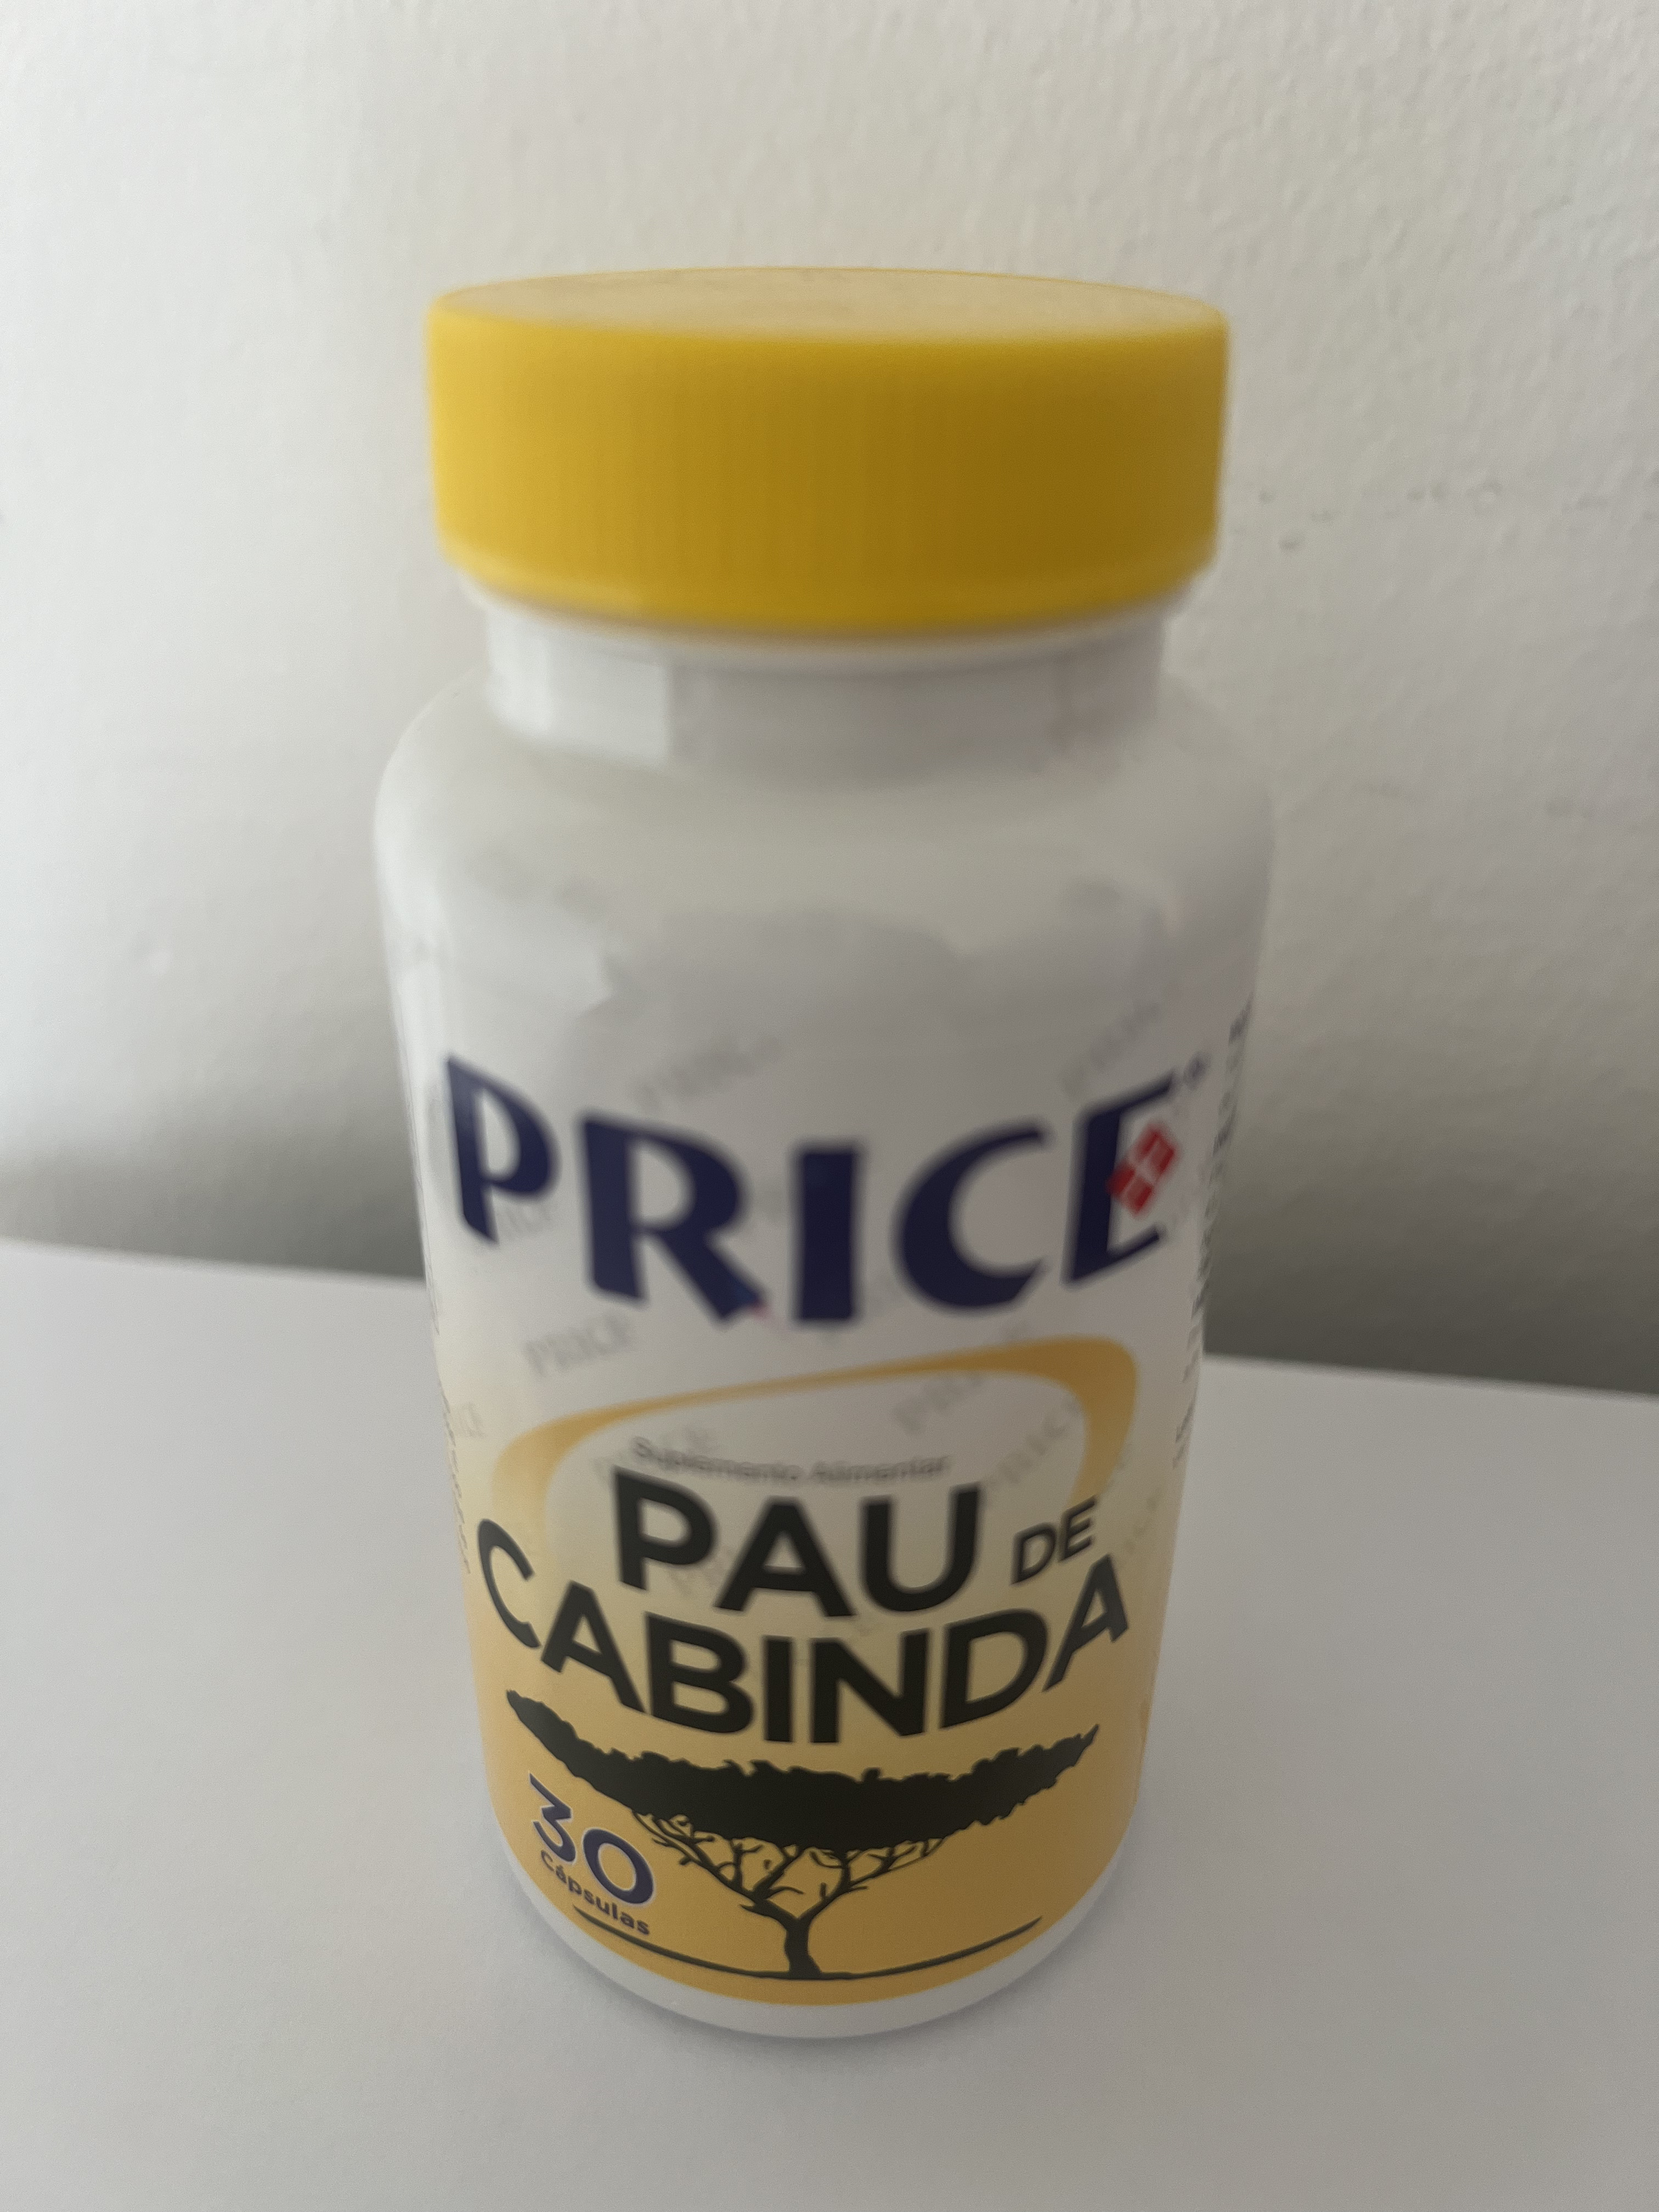 PRICE
Suplemento Alimentar
PAU DE
CABINDA
30
Cápsulas